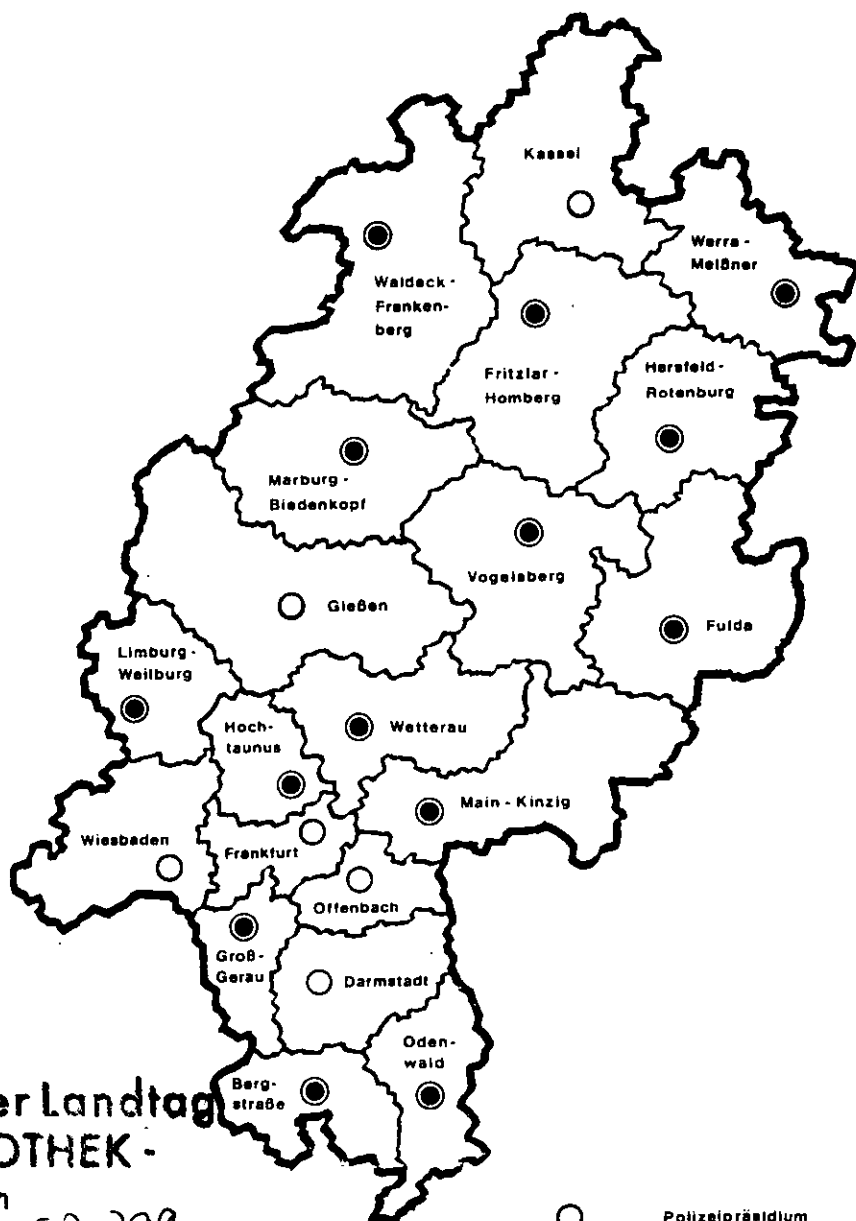 Kassel
Werra -
Meißner
Waldeck -
Franken-
berg
Fritzlar -
Homberg
Hersfeld-
Rotenburg
Marburg -
Biedenkopf
Vogelsberg
Gießen
Fulda
Limburg-
Weilburg
Hoch-
taunus
Wetterau
Main - Kinzig
Wiesbaden
Frankfurt
Offenbach
Groß-
Gerau
Darmstadt
Oden-
wald
Berg-
straße
er Landtag
OTHEK -
Polizeipräsidium